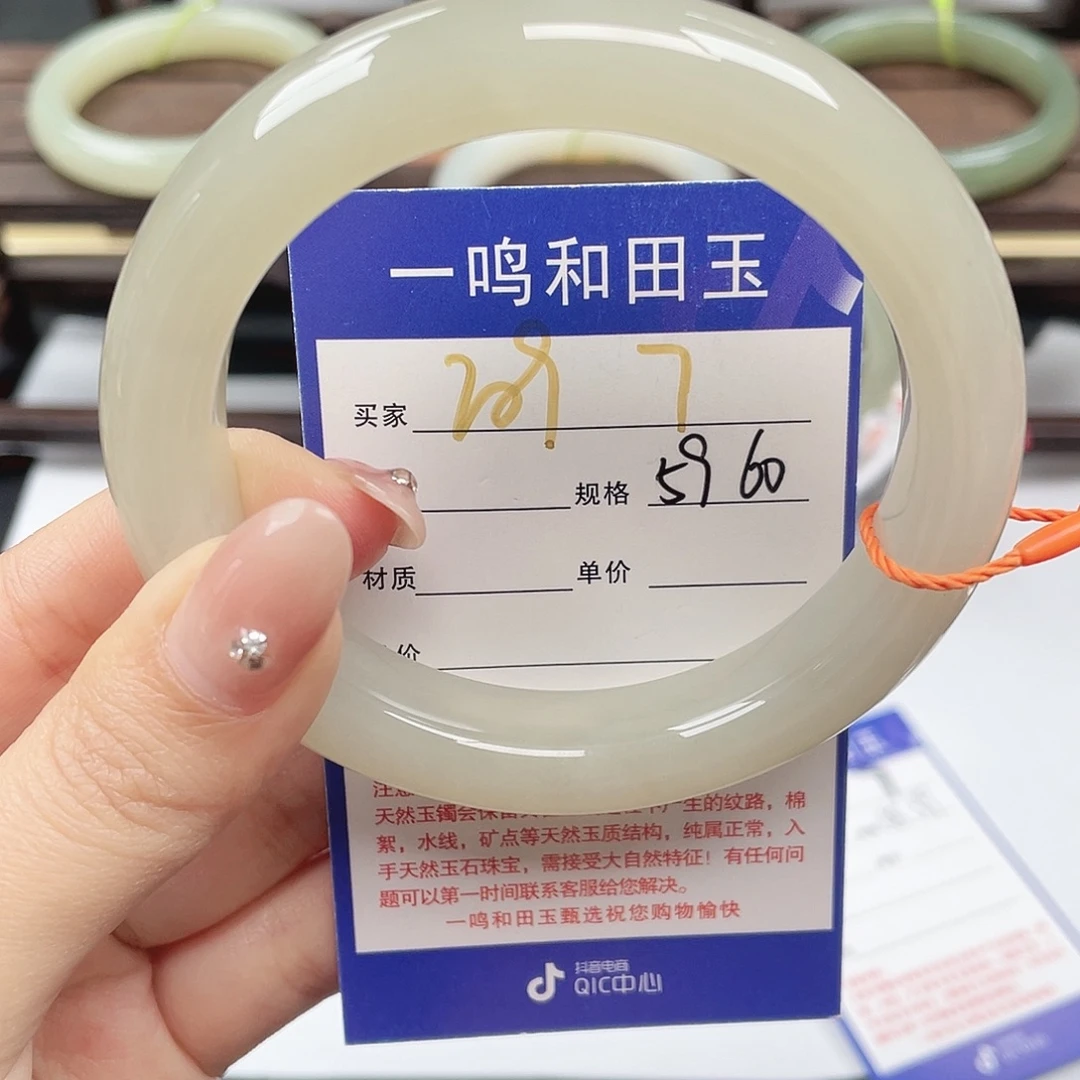 一鸣和田玉
买家 7
规格 59 60
材质 单价
价
天然玉镯会保 产生的纹路，棉
絮，水线，矿点等天然玉质结构，纯属正常，入
手天然玉石珠宝，需接受大自然特征！有任何问
题可以第一时间联系客服给您解决。
一鸣和田玉甄选祝您购物愉快
抖音电商
QIC中心